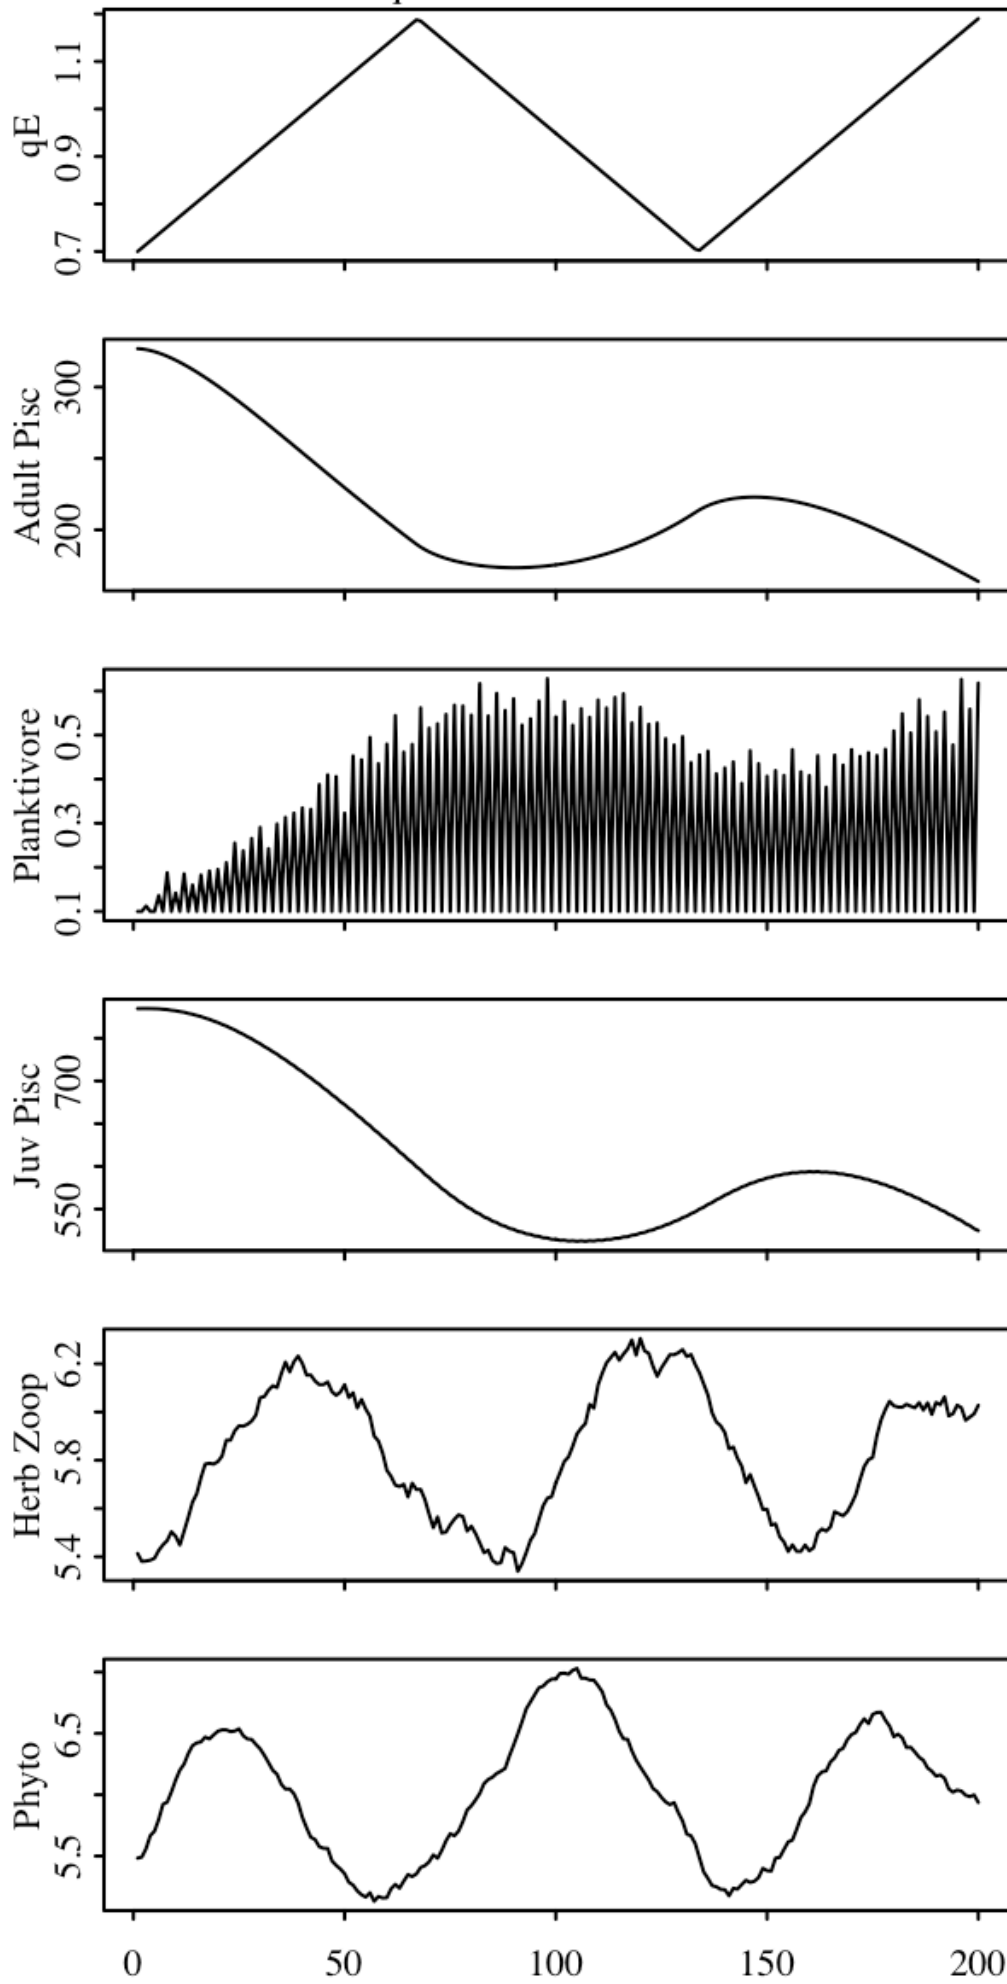 qE
0.7 0.9 1.1
Adult Pisc
200 300
Planktivore
0.1 0.3 0.5
Juv Pisc
550 700
Herb Zoop
5.4 5.8 6.2
Phyto
5.5 6.5
0 50 100 150 200